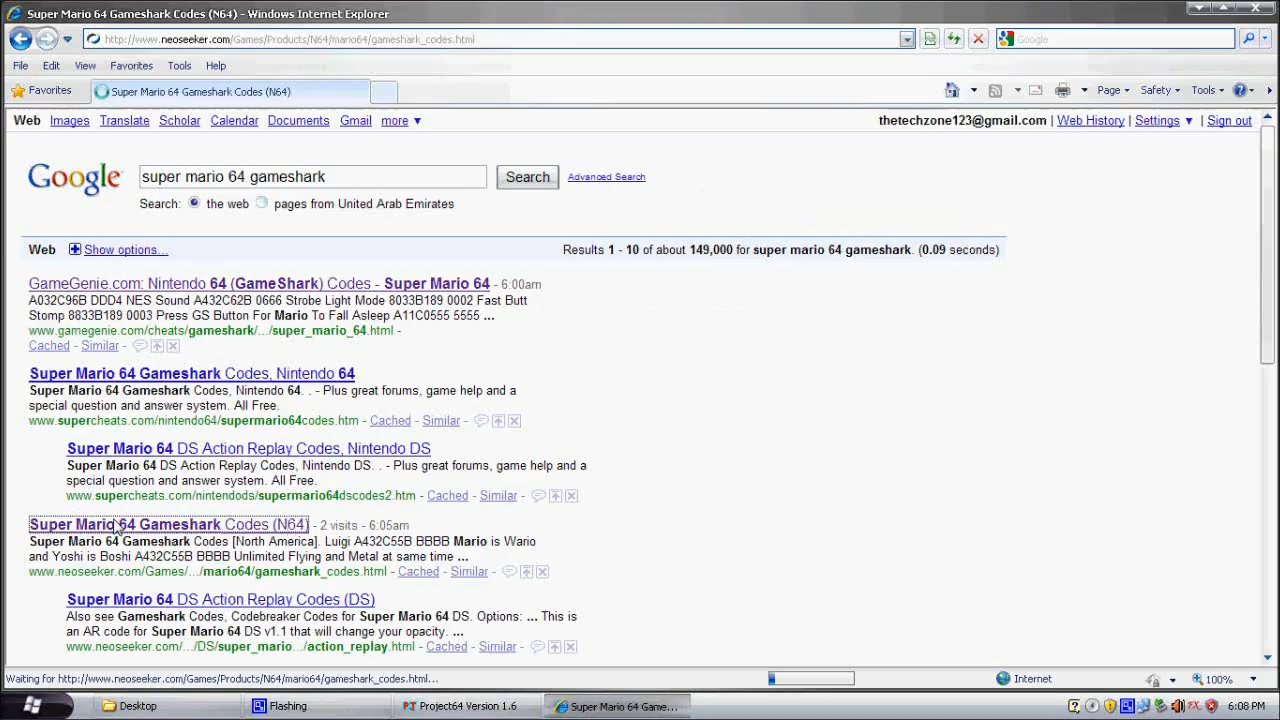 Super Mario 64 Gameshark Codes (N64) - Windows Internet Explorer
http://www.neoseeker.com/Games/Products/N64/mario64/gameshark_codes.html
Google
File Edit View Favorites Tools Help
Favorites Super Mario 64 Gameshark Codes (N64) Page Safety Tools
Web Images Translate Scholar Calendar Documents Gmail more ▼ thetechzone123@gmail.com | Web History | Settings ▼ | Sign out
Google super mario 64 gameshark Search Advanced Search
Search: the web pages from United Arab Emirates
Web Show options... Results 1 - 10 of about 149,000 for super mario 64 gameshark. (0.09 seconds)
GameGenie.com: Nintendo 64 (GameShark) Codes - Super Mario 64 - 6:00am
A032C96B DDD4 NES Sound A432C62B 0666 Strobe Light Mode 8033B189 0002 Fast Butt
Stomp 8833B189 0003 Press GS Button For Mario To Fall Asleep A11C0555 5555 ...
www.gamegenie.com/cheats/gameshark/.../super_mario_64.html -
Cached - Similar -
Super Mario 64 Gameshark Codes, Nintendo 64
Super Mario 64 Gameshark Codes, Nintendo 64. . - Plus great forums, game help and a
special question and answer system. All Free.
www.supercheats.com/nintendo64/supermario64codes.htm - Cached - Similar -
Super Mario 64 DS Action Replay Codes, Nintendo DS
Super Mario 64 DS Action Replay Codes, Nintendo DS. . - Plus great forums, game help and a
special question and answer system. All Free.
www.supercheats.com/nintendods/supermario64dscodes2.htm - Cached - Similar -
Super Mario 64 Gameshark Codes (N64) - 2 visits - 6:05am
Super Mario 64 Gameshark Codes [North America]. Luigi A432C55B BBBB Mario is Wario
and Yoshi is Boshi A432C55B BBBB Unlimited Flying and Metal at same time ...
www.neoseeker.com/Games/.../mario64/gameshark_codes.html - Cached - Similar -
Super Mario 64 DS Action Replay Codes (DS)
Also see Gameshark Codes, Codebreaker Codes for Super Mario 64 DS. Options: ... This is
an AR code for Super Mario 64 DS v1.1 that will change your opacity. ...
www.neoseeker.com/.../DS/super_mario.../action_replay.html - Cached - Similar -
Waiting for http://www.neoseeker.com/Games/Products/N64/mario64/gameshark_codes.html... Internet 100%
Desktop Flashing Project64 Version 1.6 Super Mario 64 Game... 6:08 PM